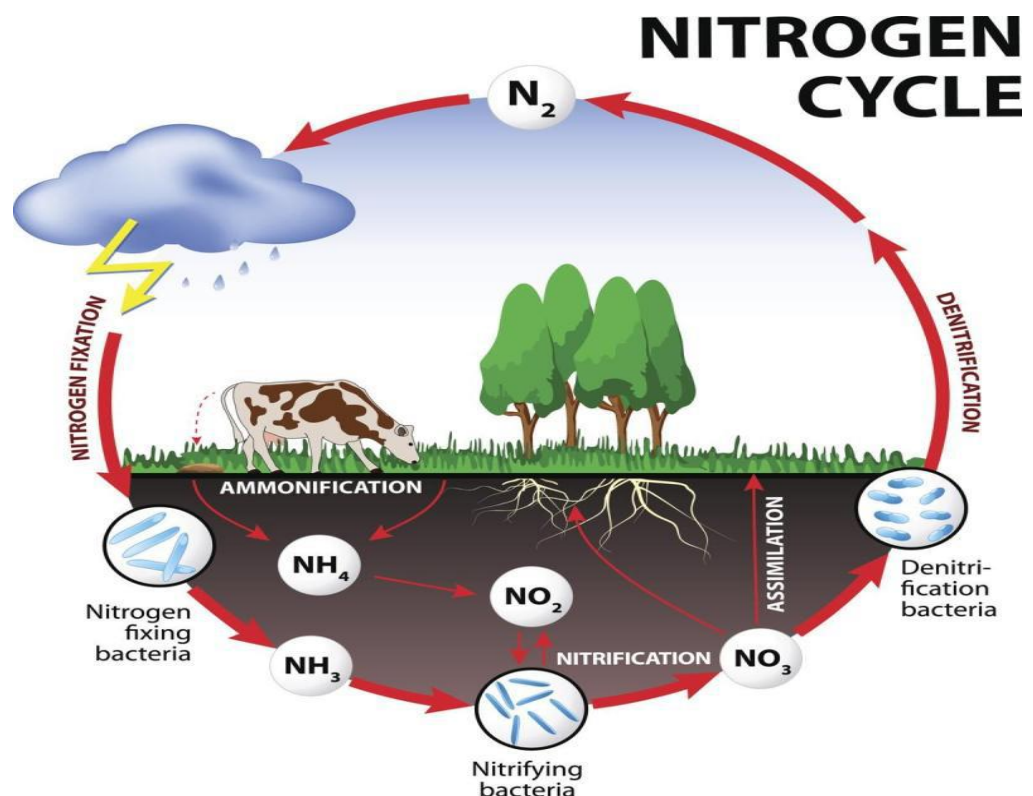 NITROGEN
CYCLE
N₂
NITROGEN FIXATION
DENITRIFICATION
AMMONIFICATION
NH₄
NO₂
ASSIMILATION
Nitrogen
fixing
bacteria
Denitri-
fication
bacteria
NH₃
NITRIFICATION
NO₃
Nitrifying
bacteria